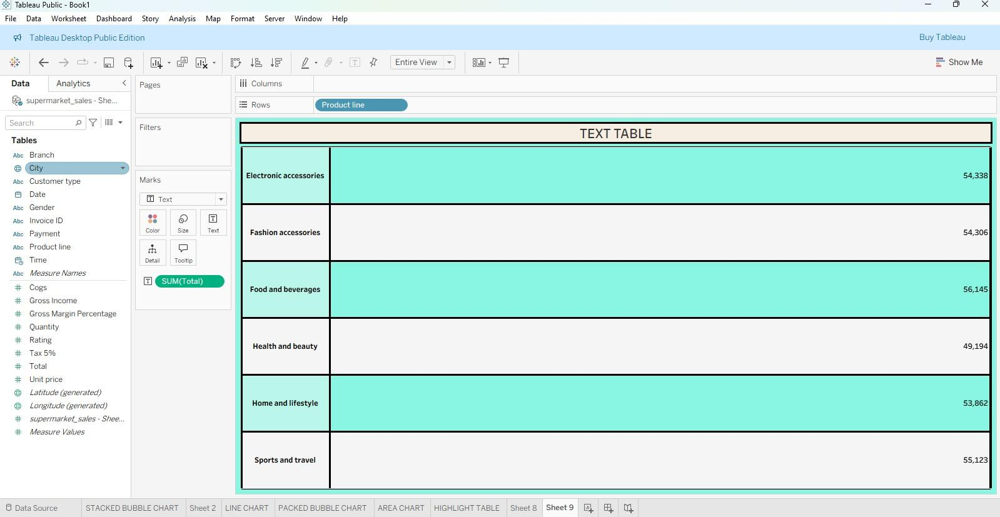 Tableau Public - Book1
File Data Worksheet Dashboard Story Analysis Map Format Server Window Help
Tableau Desktop Public Edition
Buy Tableau
Entire View
Show Me
Data Analytics
supermarket_sales - She...
Search
Tables
Abc Branch
City
Abc Customer type
Date
Abc Gender
Abc Invoice ID
Abc Payment
Abc Product line
Time
Abc Measure Names
# Cogs
# Gross Income
# Gross Margin Percentage
# Quantity
# Rating
# Tax 5%
# Total
# Unit price
Latitude (generated)
Longitude (generated)
# supermarket_sales - Shee...
# Measure Values
Pages
Filters
Marks
T Text
Color Size Text
Detail Tooltip
T SUM(Total)
Columns
Rows Product line
TEXT TABLE
Electronic accessories 54,338
Fashion accessories 54,306
Food and beverages 56,145
Health and beauty 49,194
Home and lifestyle 53,862
Sports and travel 55,123
Data Source STACKED BUBBLE CHART Sheet 2 LINE CHART PACKED BUBBLE CHART AREA CHART HIGHLIGHT TABLE Sheet 8 Sheet 9